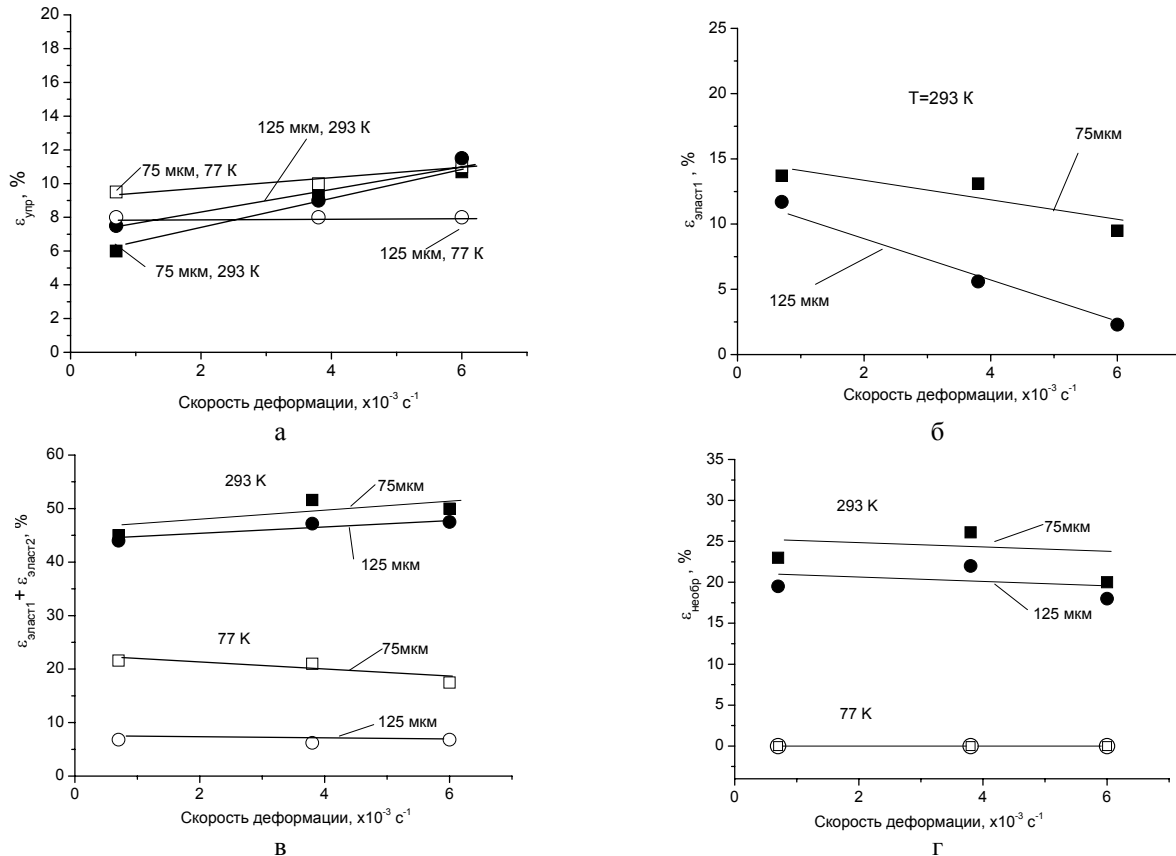 20
18
16
14
12
10
8
6
4
2
0
ε упр, %
125 мкм, 293 К
75 мкм, 77 К
75 мкм, 293 К
125 мкм, 77 К
0 2 4 6
Скорость деформации, x10⁻³ с⁻¹
а
25
20
15
10
5
0
ε эласт1, %
T=293 К
75мкм
125 мкм
0 2 4 6
Скорость деформации, x10⁻³ с⁻¹
б
60
50
40
30
20
10
0
ε эласт1 + ε эласт2, %
293 К
75мкм
125 мкм
77 К
75мкм
125 мкм
0 2 4 6
Скорость деформации, x10⁻³ с⁻¹
в
35
30
25
20
15
10
5
0
ε необр, %
293 К
75мкм
125 мкм
77 К
0 2 4 6
Скорость деформации, x10⁻³ с⁻¹
г